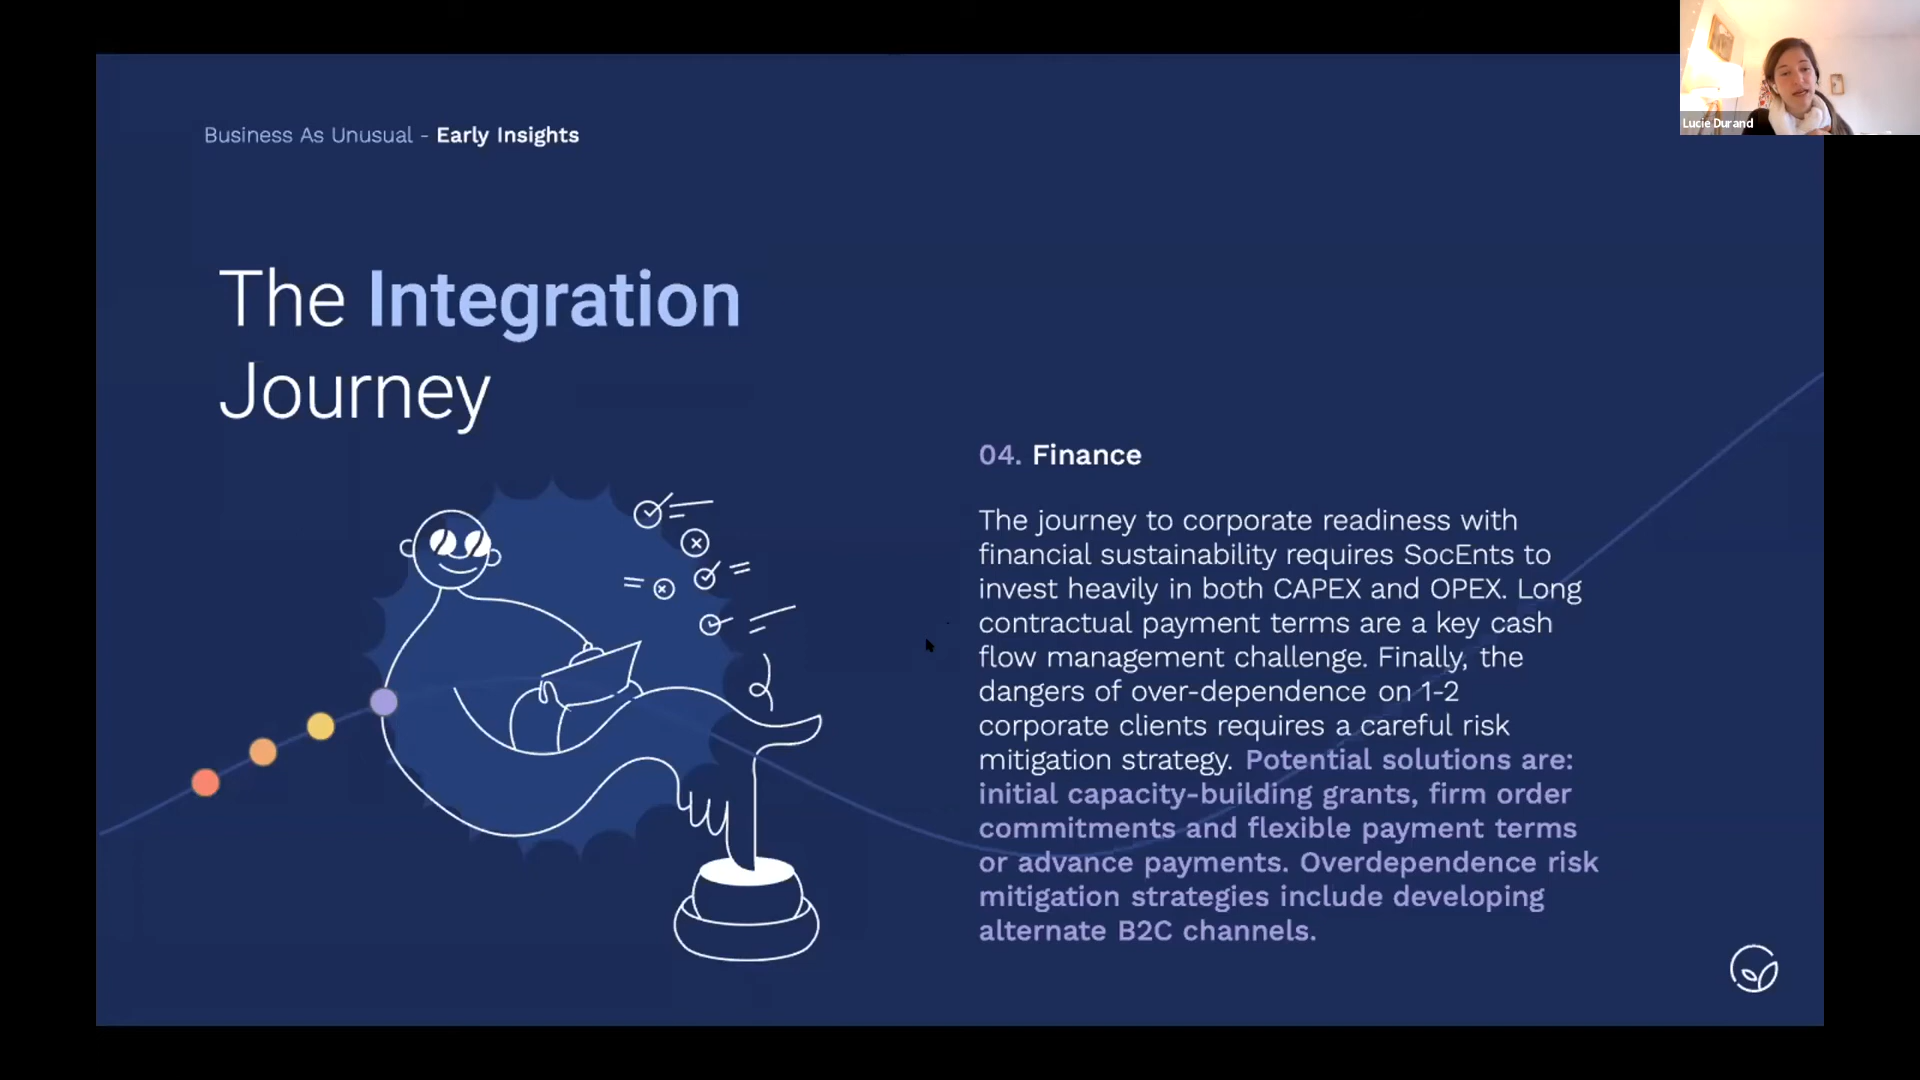 Business As Unusual - Early Insights
Lucie Durand
The Integration
Journey
04. Finance
The journey to corporate readiness with
financial sustainability requires SocEnts to
invest heavily in both CAPEX and OPEX. Long
contractual payment terms are a key cash
flow management challenge. Finally, the
dangers of over-dependence on 1-2
corporate clients requires a careful risk
mitigation strategy. Potential solutions are:
initial capacity-building grants, firm order
commitments and flexible payment terms
or advance payments. Overdependence risk
mitigation strategies include developing
alternate B2C channels.